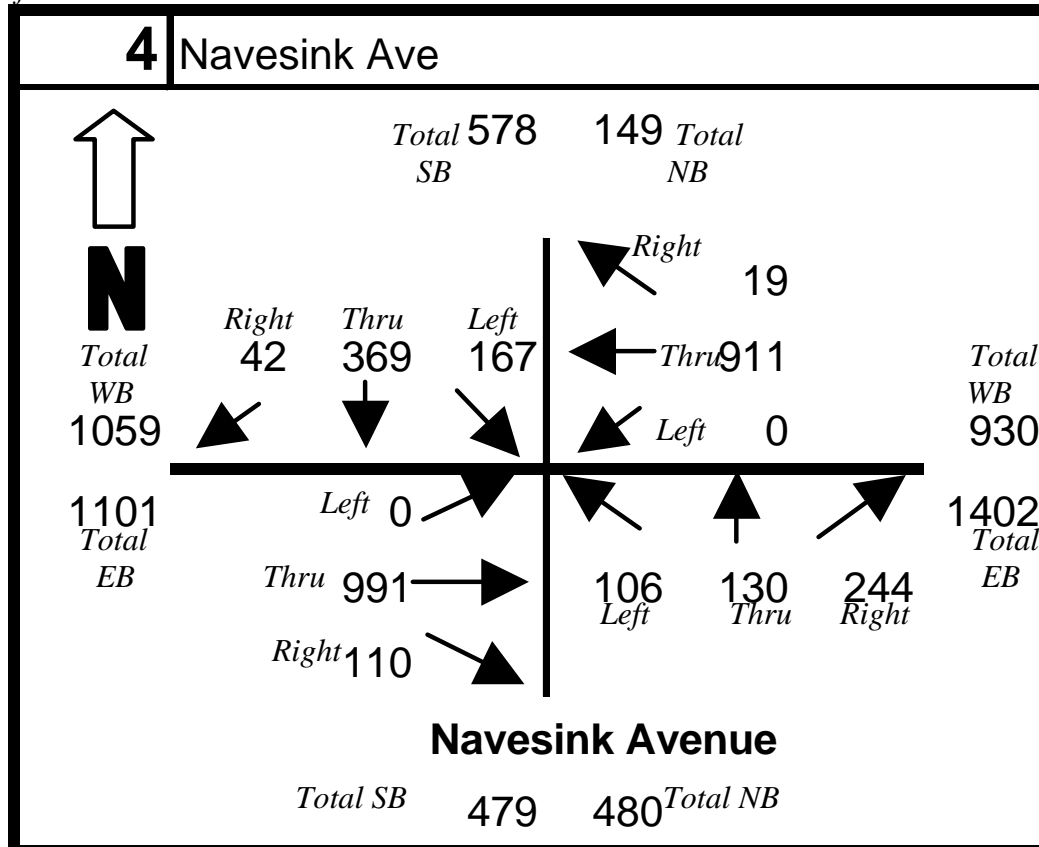 4 Navesink Ave
Total 578 149 Total
SB NB
N
Right
19
Right Thru Left
42 369 167
Thru 911
Left 0
Total
WB
1059
Total
WB
930
1101
Total
EB
Left 0
Thru 991
Right 110
106 130 244
Left Thru Right
1402
Total
EB
Navesink Avenue
Total SB 479 480 Total NB